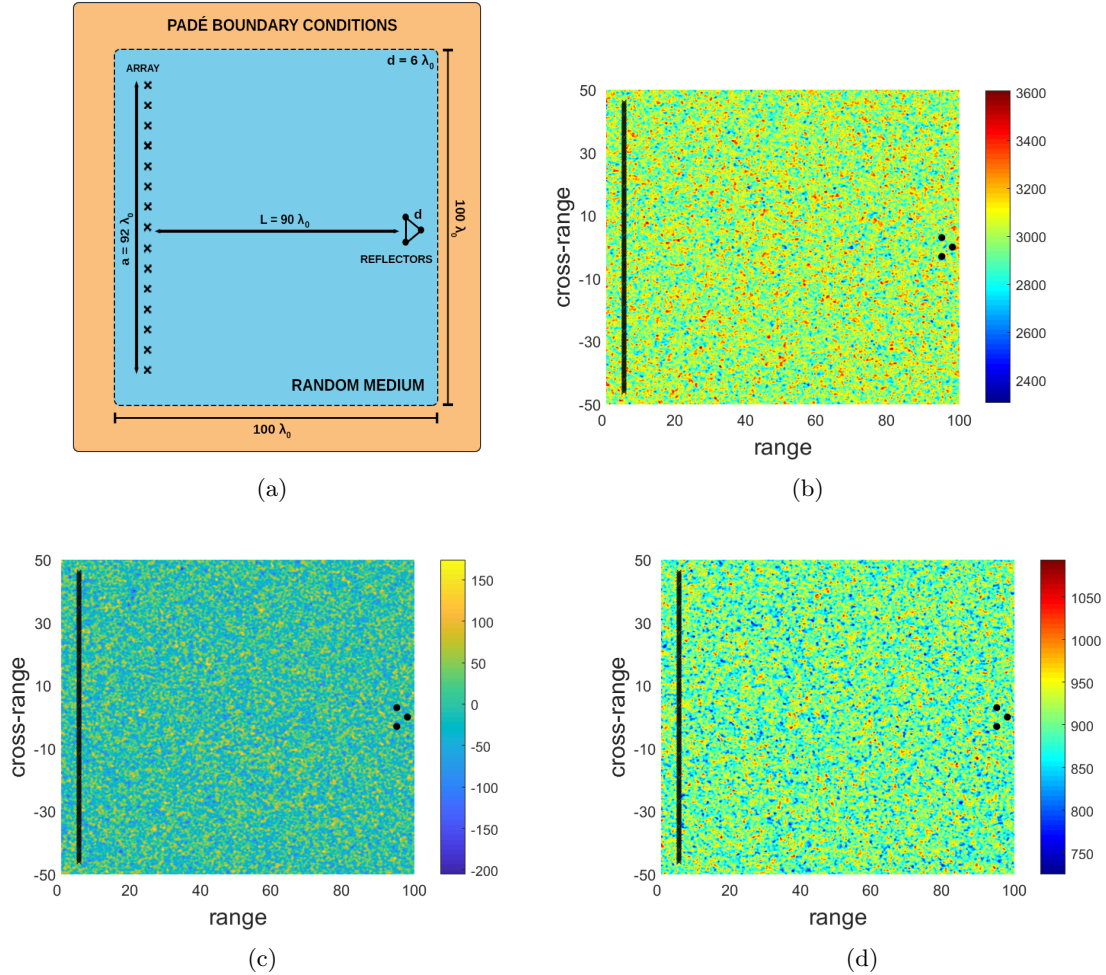 PADÉ BOUNDARY CONDITIONS
d = 6 λ₀
ARRAY
a = 92 λ₀
L = 90 λ₀
d
REFLECTORS
100 λ₀
RANDOM MEDIUM
100 λ₀
(a)
50
30
10
-10
-30
-50
cross-range
0
20
40
60
80
100
range
3600
3400
3200
3000
2800
2600
2400
(b)
50
30
10
-10
-30
-50
cross-range
0
20
40
60
80
100
range
150
100
50
0
-50
-100
-150
-200
(c)
50
30
10
-10
-30
-50
cross-range
0
20
40
60
80
100
range
1050
1000
950
900
850
800
750
(d)